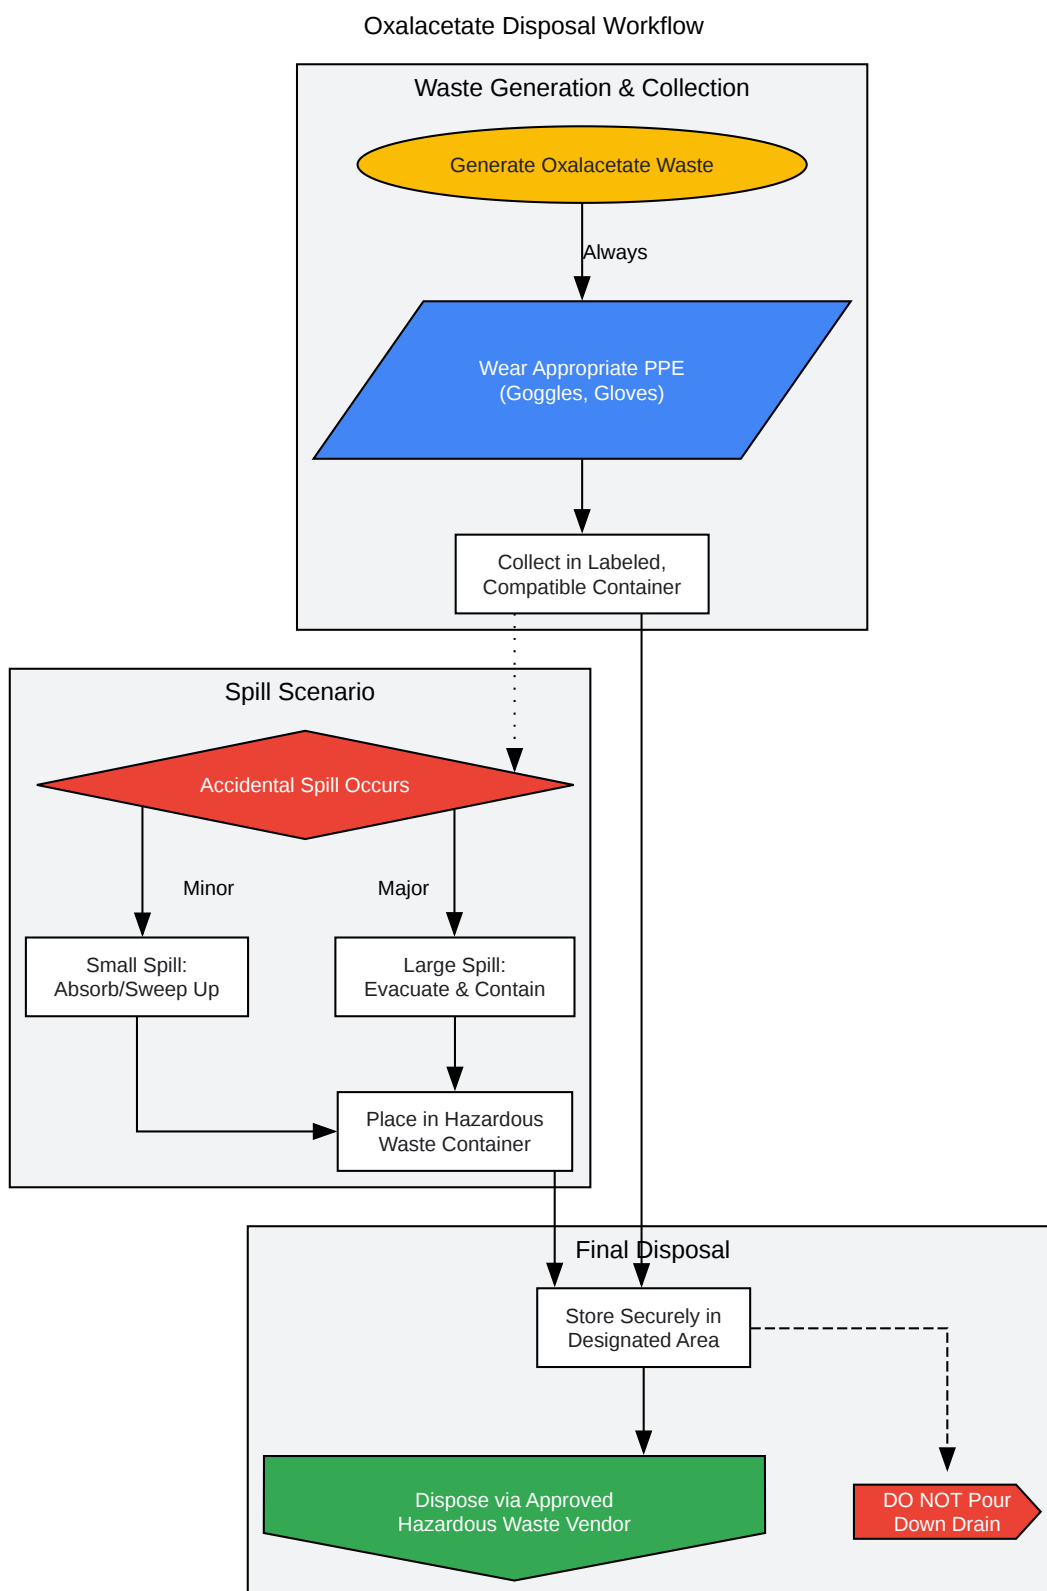 Oxalacetate Disposal Workflow
Waste Generation & Collection
Generate Oxalacetate Waste
Always
Wear Appropriate PPE
(Goggles, Gloves)
Collect in Labeled,
Compatible Container
Spill Scenario
Accidental Spill Occurs
Minor
Major
Small Spill:
Absorb/Sweep Up
Large Spill:
Evacuate & Contain
Place in Hazardous
Waste Container
Final Disposal
Store Securely in
Designated Area
Dispose via Approved
Hazardous Waste Vendor
DO NOT Pour
Down Drain